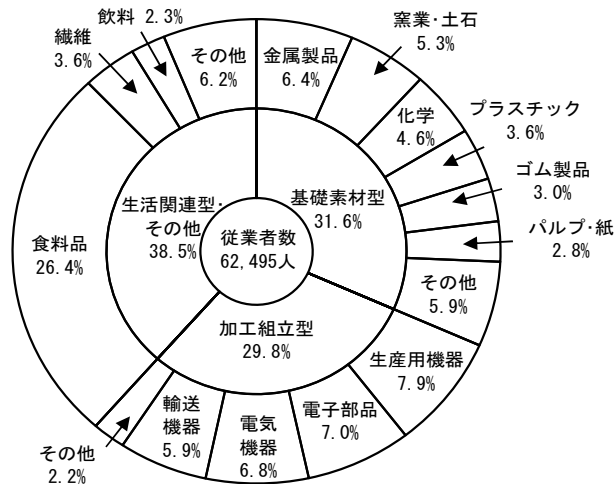 飲料 2.3%
繊維
3.6%
その他
6.2%
金属製品
6.4%
窯業・土石
5.3%
化学
4.6%
プラスチック
3.6%
ゴム製品
3.0%
パルプ・紙
2.8%
その他
5.9%
生活関連型・
その他
38.5%
基礎素材型
31.6%
従業者数
62,495人
食料品
26.4%
加工組立型
29.8%
生産用機器
7.9%
電子部品
7.0%
電気
機器
6.8%
輸送
機器
5.9%
その他
2.2%